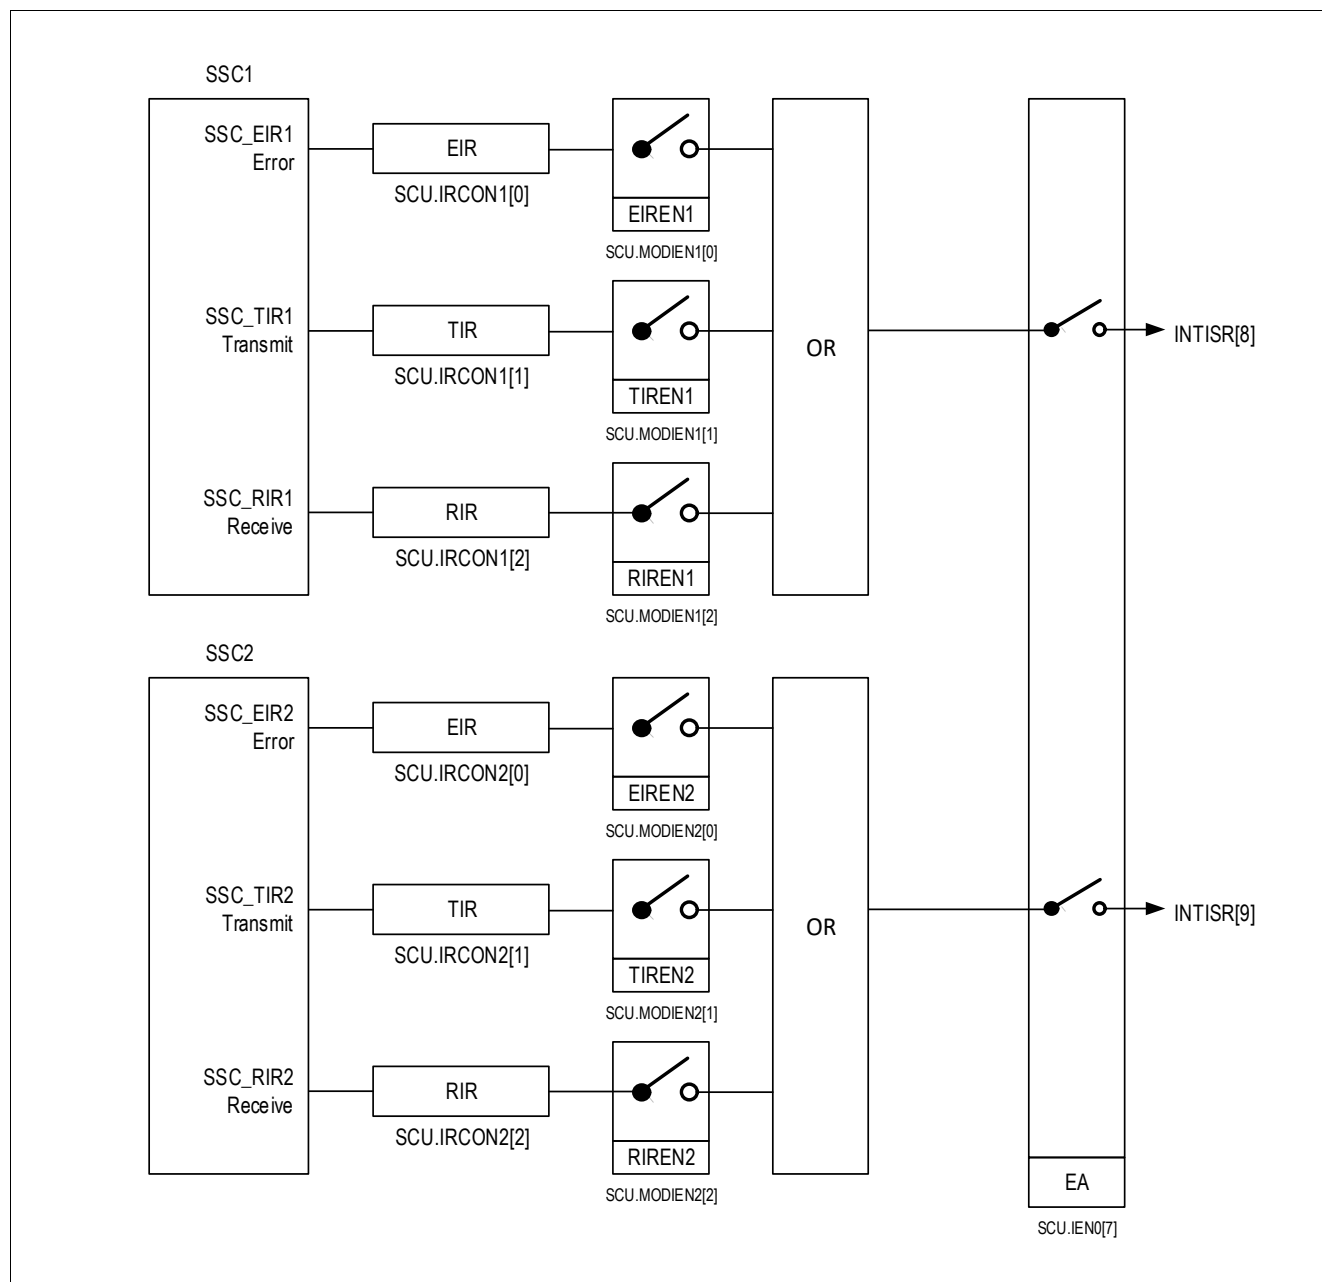 SSC1
SSC_EIR1
Error
EIR
SCU.IRCON1[0]
EIREN1
SCU.MODIEN1[0]
SSC_TIR1
Transmit
TIR
SCU.IRCON1[1]
TIREN1
SCU.MODIEN1[1]
OR
INTISR[8]
SSC_RIR1
Receive
RIR
SCU.IRCON1[2]
RIREN1
SCU.MODIEN1[2]
SSC2
SSC_EIR2
Error
EIR
SCU.IRCON2[0]
EIREN2
SCU.MODIEN2[0]
SSC_TIR2
Transmit
TIR
SCU.IRCON2[1]
TIREN2
SCU.MODIEN2[1]
OR
INTISR[9]
SSC_RIR2
Receive
RIR
SCU.IRCON2[2]
RIREN2
SCU.MODIEN2[2]
EA
SCU.IEN0[7]